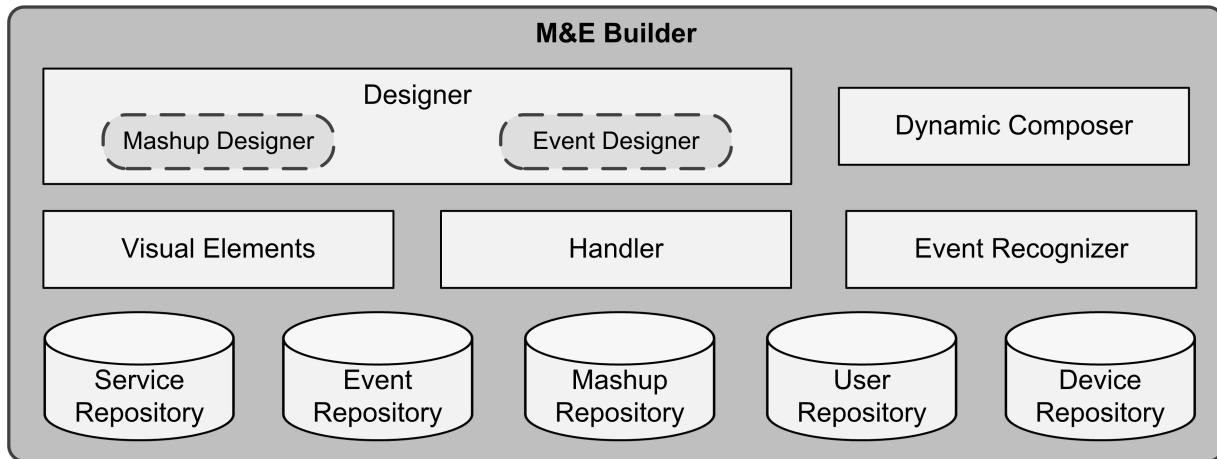 M&E Builder
Designer
Mashup Designer
Event Designer
Dynamic Composer
Visual Elements
Handler
Event Recognizer
Service
Repository
Event
Repository
Mashup
Repository
User
Repository
Device
Repository